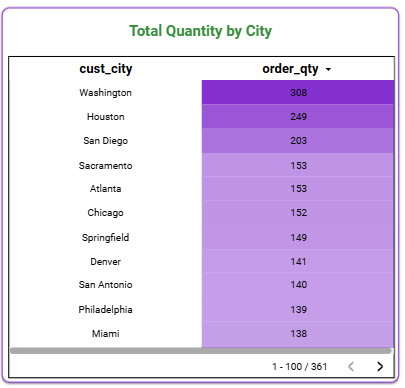 Total Quantity by City
cust_city order_qty
Washington 308
Houston 249
San Diego 203
Sacramento 153
Atlanta 153
Chicago 152
Springfield 149
Denver 141
San Antonio 140
Philadelphia 139
Miami 138
1 - 100 / 361